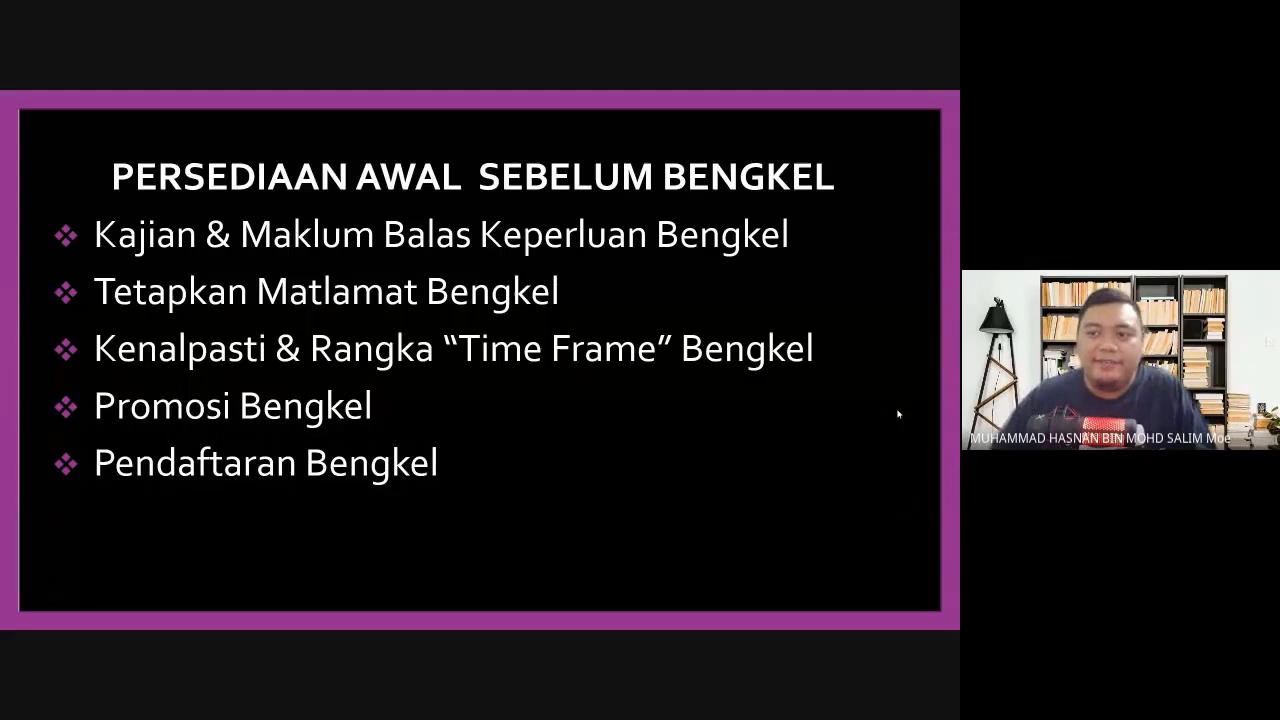 PERSEDIAAN AWAL SEBELUM BENGKEL
Kajian & Maklum Balas Keperluan Bengkel
Tetapkan Matlamat Bengkel
Kenalpasti & Rangka “Time Frame” Bengkel
Promosi Bengkel
Pendaftaran Bengkel
MUHAMMAD HASNAN BIN MOHD SALIM Moe